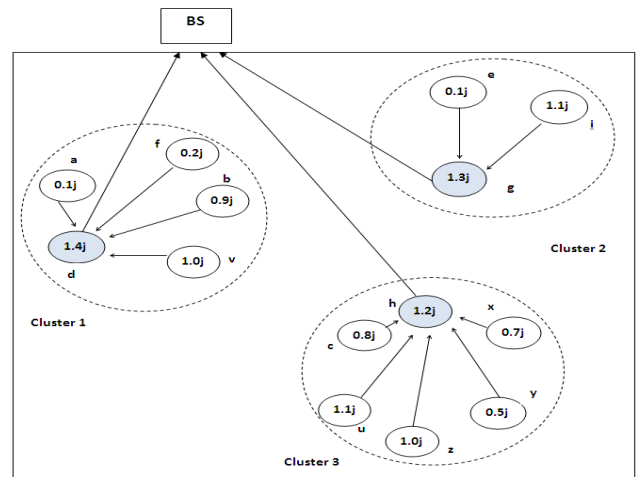 BS
e
0.1j
1.1j
i
1.3j
g
Cluster 2
f
0.2j
a
0.1j
b
0.9j
1.4j
d
1.0j
v
Cluster 1
h
1.2j
x
0.7j
0.8j
c
y
0.5j
1.1j
u
1.0j
z
Cluster 3